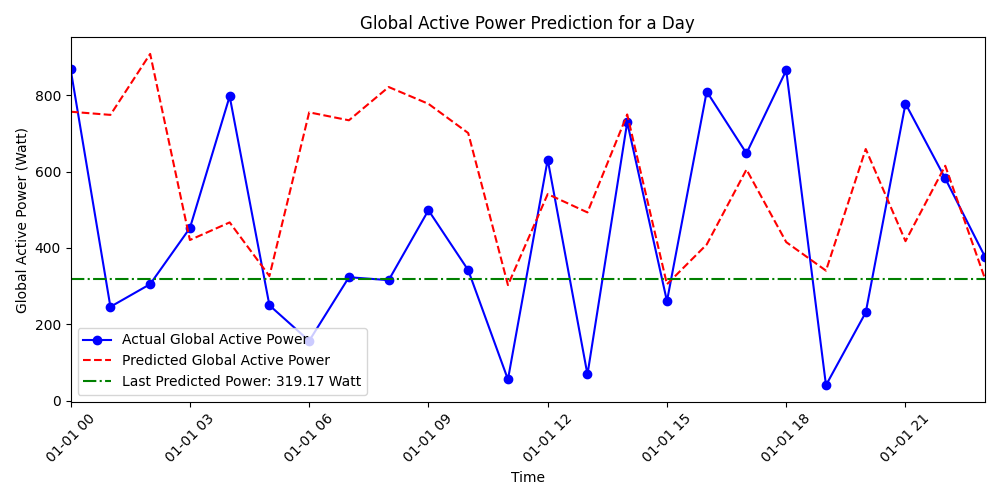 Global Active Power Prediction for a Day
Global Active Power (Watt)
800
600
400
200
0
Actual Global Active Power
Predicted Global Active Power
Last Predicted Power: 319.17 Watt
01-01 00
01-01 03
01-01 06
01-01 09
01-01 12
01-01 15
01-01 18
01-01 21
Time